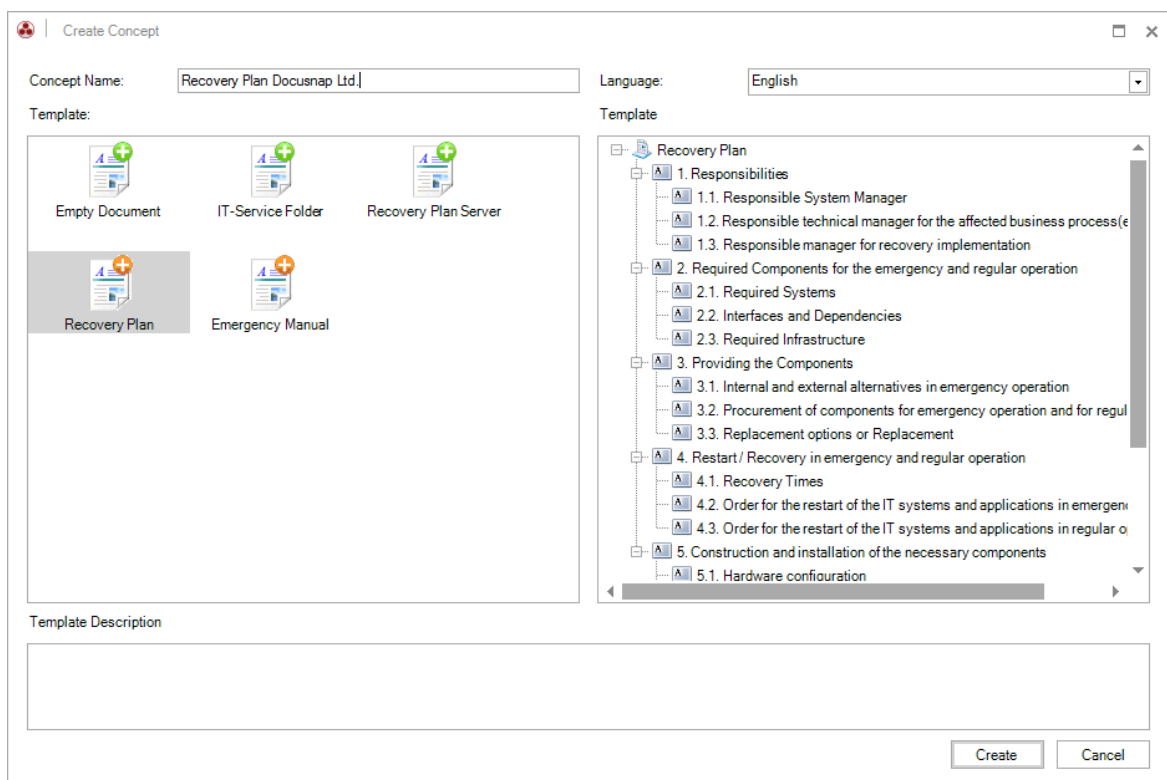 Create Concept
Concept Name:
Recovery Plan Docusnap Ltd.
Language:
English
Template:
Template
Empty Document
IT-Service Folder
Recovery Plan Server
Recovery Plan
Emergency Manual
Recovery Plan
1. Responsibilities
1.1. Responsible System Manager
1.2. Responsible technical manager for the affected business process(e
1.3. Responsible manager for recovery implementation
2. Required Components for the emergency and regular operation
2.1. Required Systems
2.2. Interfaces and Dependencies
2.3. Required Infrastructure
3. Providing the Components
3.1. Internal and external alternatives in emergency operation
3.2. Procurement of components for emergency operation and for regul
3.3. Replacement options or Replacement
4. Restart / Recovery in emergency and regular operation
4.1. Recovery Times
4.2. Order for the restart of the IT systems and applications in emergen
4.3. Order for the restart of the IT systems and applications in regular o
5. Construction and installation of the necessary components
5.1. Hardware configuration
Template Description
Create
Cancel